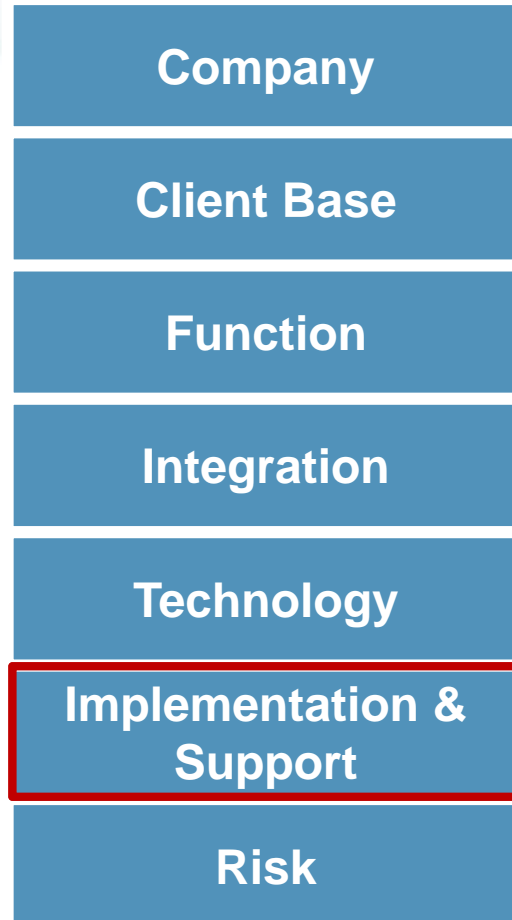 Company
Client Base
Function
Integration
Technology
Implementation &
Support
Risk